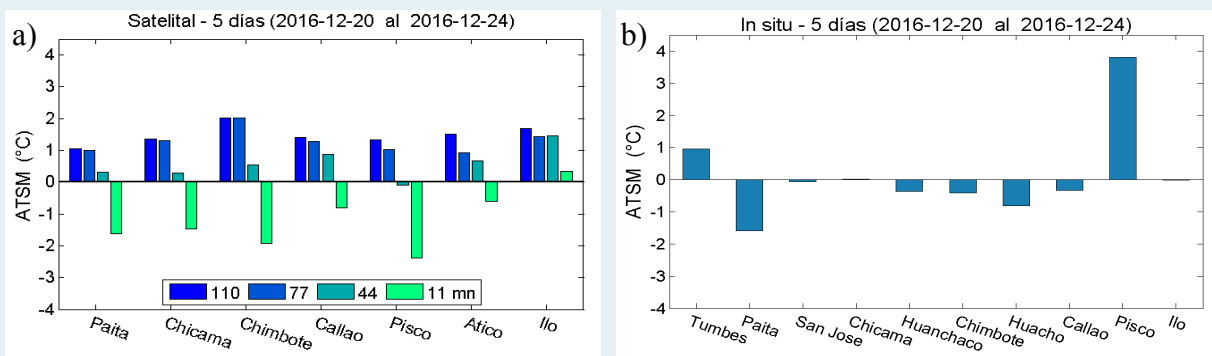 a)
Satelital - 5 días (2016-12-20 al 2016-12-24)
ATSM (°C)
4
3
2
1
0
-1
-2
-3
-4
110 77 44 11 mn
Paita Chicama Chimbote Callao Pisco Atico Ilo
b)
In situ - 5 días (2016-12-20 al 2016-12-24)
ATSM (°C)
4
3
2
1
0
-1
-2
-3
-4
Tumbes Paita San Jose Chicama Huanchaco Chimbote Huacho Callao Pisco Ilo